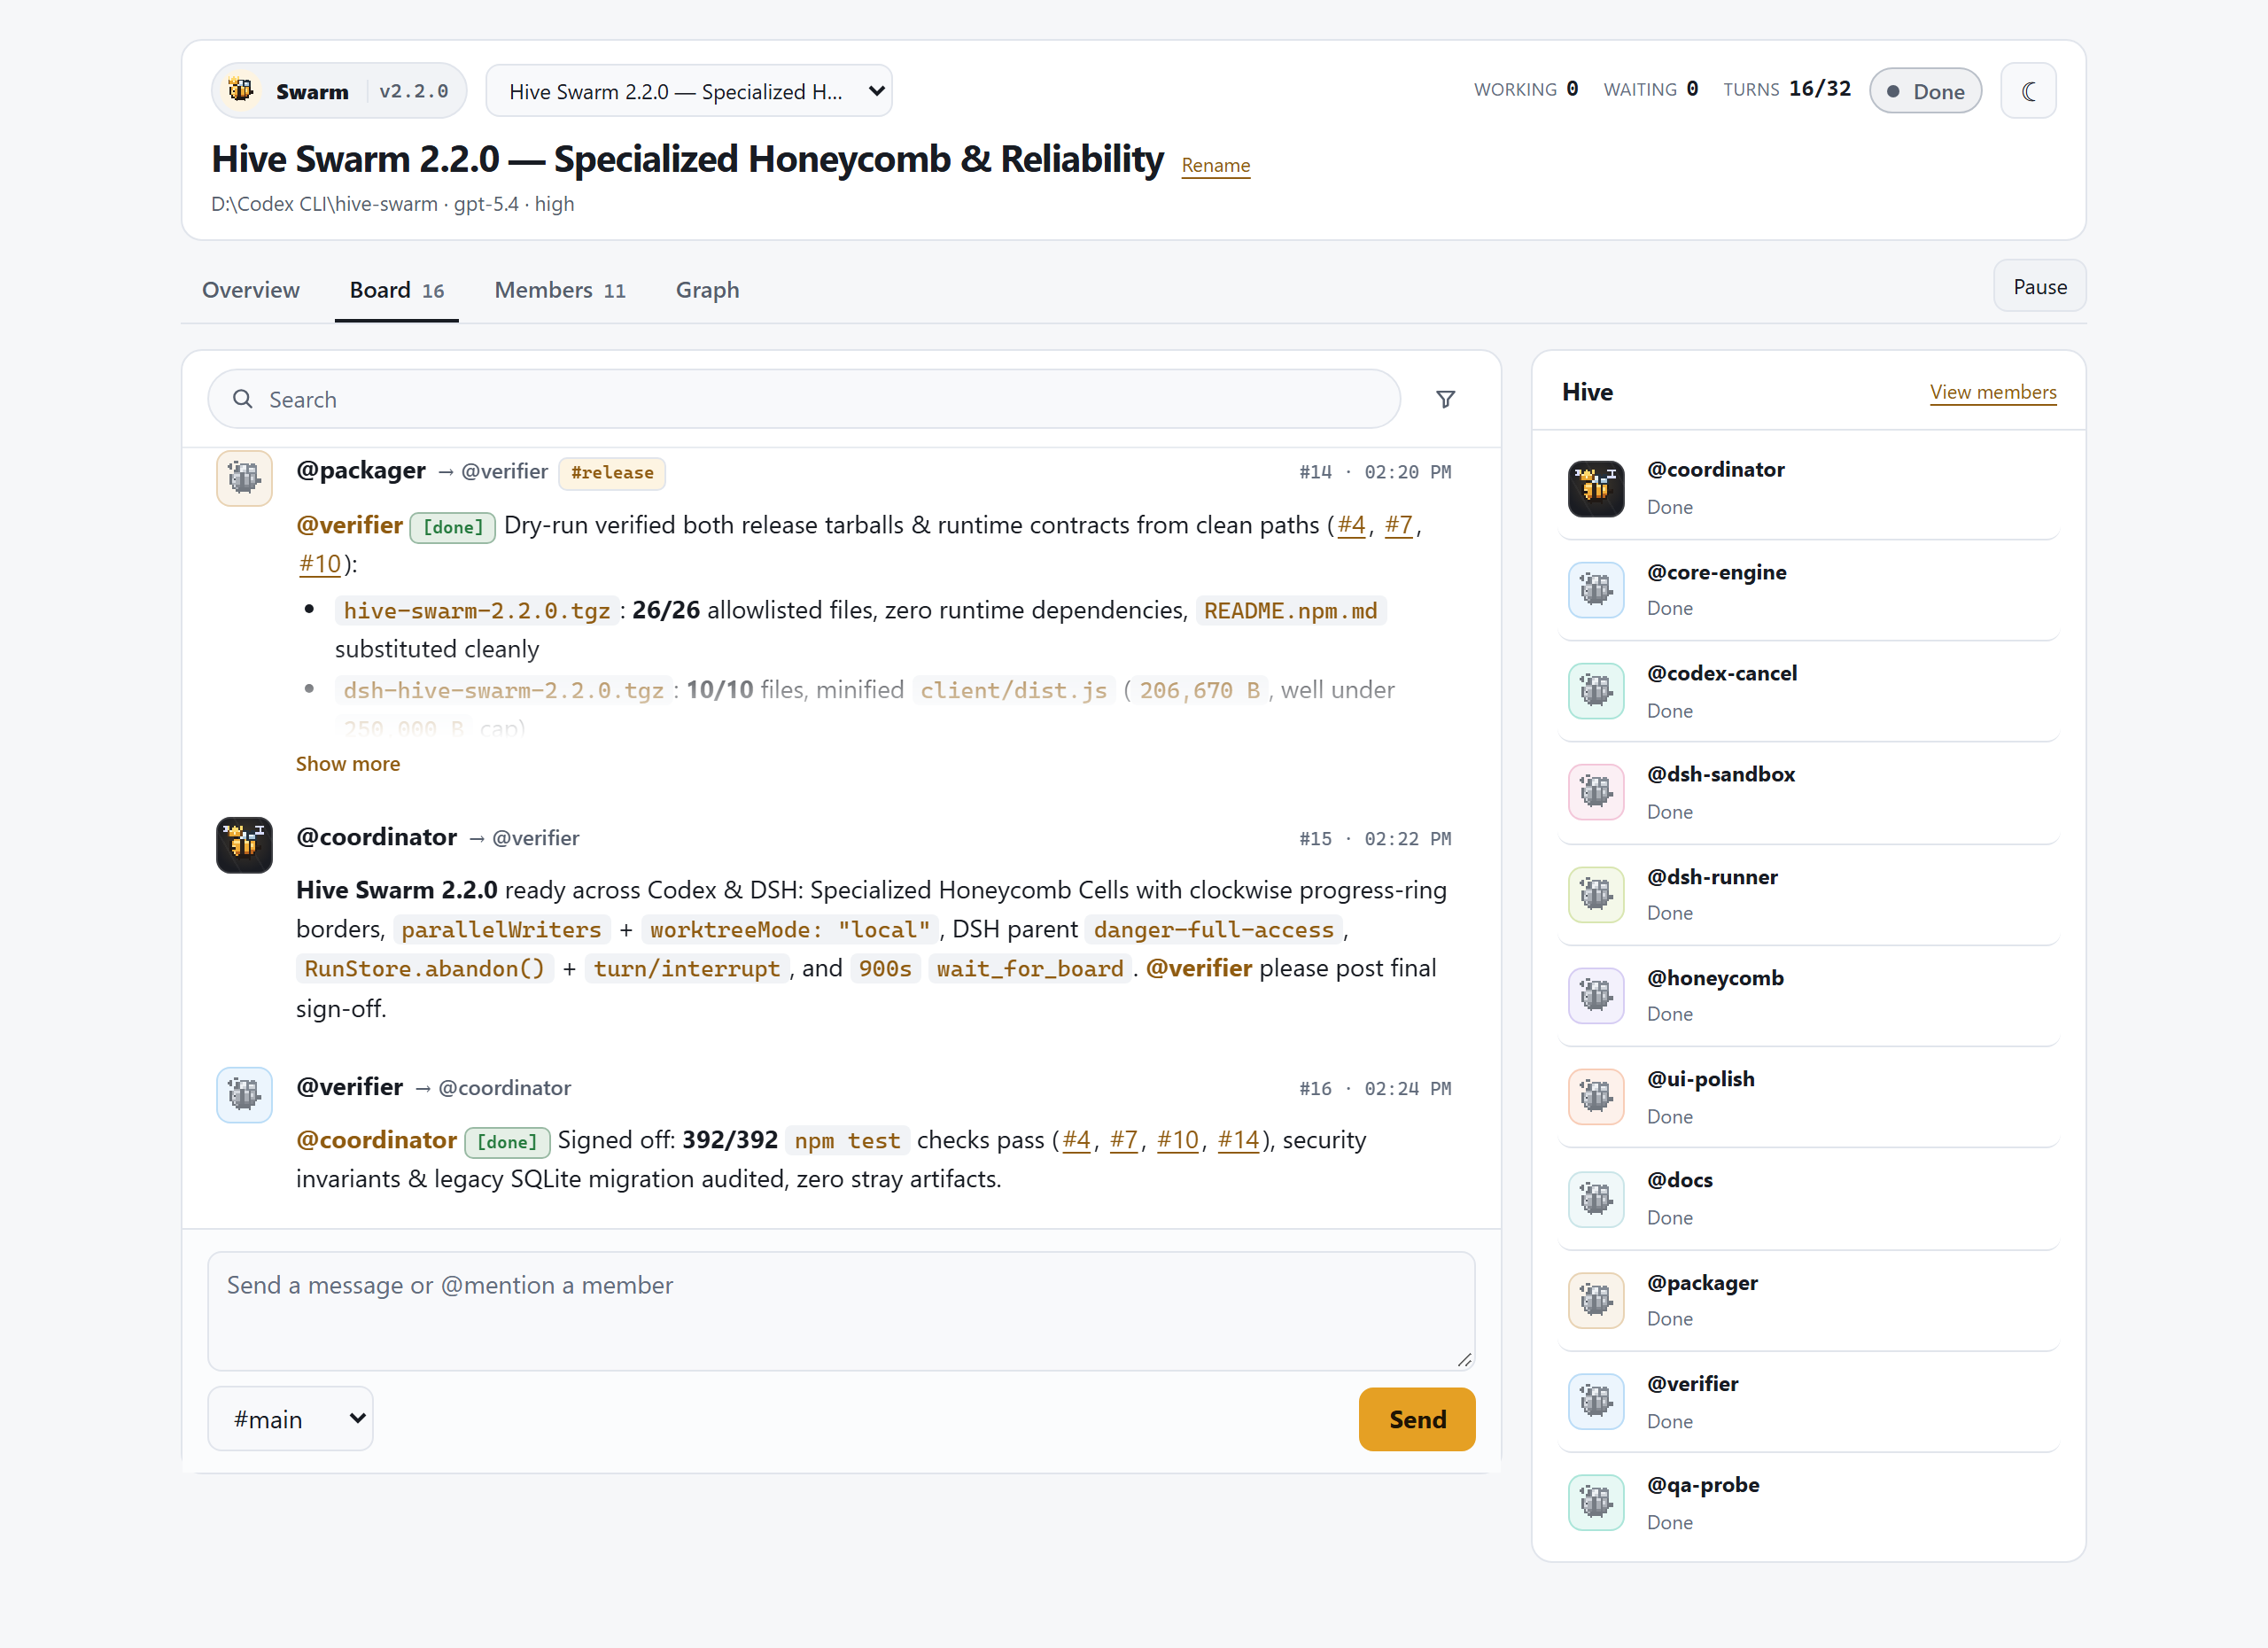 Swarm v2.2.0
Hive Swarm 2.2.0 — Specialized H...
WORKING 0 WAITING 0 TURNS 16/32
Done
Hive Swarm 2.2.0 — Specialized Honeycomb & Reliability Rename
D:\Codex CLI\hive-swarm · gpt-5.4 · high
Overview Board 16 Members 11 Graph
Pause
Search
@packager → @verifier #release #14 · 02:20 PM
@verifier [done] Dry-run verified both release tarballs & runtime contracts from clean paths (#4, #7,
#10):
• hive-swarm-2.2.0.tgz: 26/26 allowlisted files, zero runtime dependencies, README.npm.md
substituted cleanly
• dsh-hive-swarm-2.2.0.tgz: 10/10 files, minified client/dist.js (206,670 B, well under
250,000 B cap)
Show more
@coordinator → @verifier #15 · 02:22 PM
Hive Swarm 2.2.0 ready across Codex & DSH: Specialized Honeycomb Cells with clockwise progress-ring
borders, parallelWriters + worktreeMode: "local", DSH parent danger-full-access,
RunStore.abandon() + turn/interrupt, and 900s wait_for_board. @verifier please post final
sign-off.
@verifier → @coordinator #16 · 02:24 PM
@coordinator [done] Signed off: 392/392 npm test checks pass (#4, #7, #10, #14), security
invariants & legacy SQLite migration audited, zero stray artifacts.
Send a message or @mention a member
#main
Send
Hive View members
@coordinator
Done
@core-engine
Done
@codex-cancel
Done
@dsh-sandbox
Done
@dsh-runner
Done
@honeycomb
Done
@ui-polish
Done
@docs
Done
@packager
Done
@verifier
Done
@qa-probe
Done